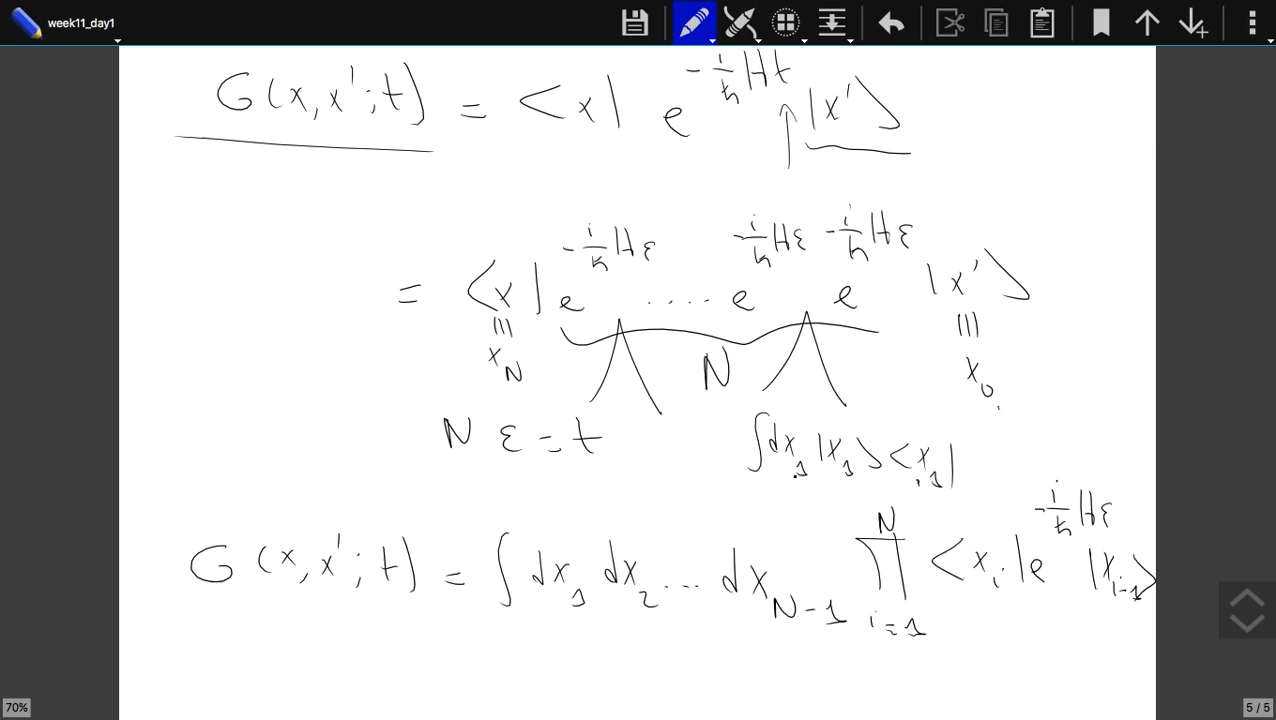 week11_day1
G(x,x';t) = <x| e^{-i/ħ Ht} |x'>
= <x| e^{-i/ħ Hε} .... e^{-i/ħ Hε} e^{-i/ħ Hε} |x'>
≡ x_N N ≡ x_0
N ε = t ∫dx_1 |x_1><x_1|
G(x,x';t) = ∫ dx_1 dx_2 ... dx_{N-1} ∏_{i=1}^{N} <x_i| e^{-i/ħ Hε} |x_{i-1}>
70% 5 / 5